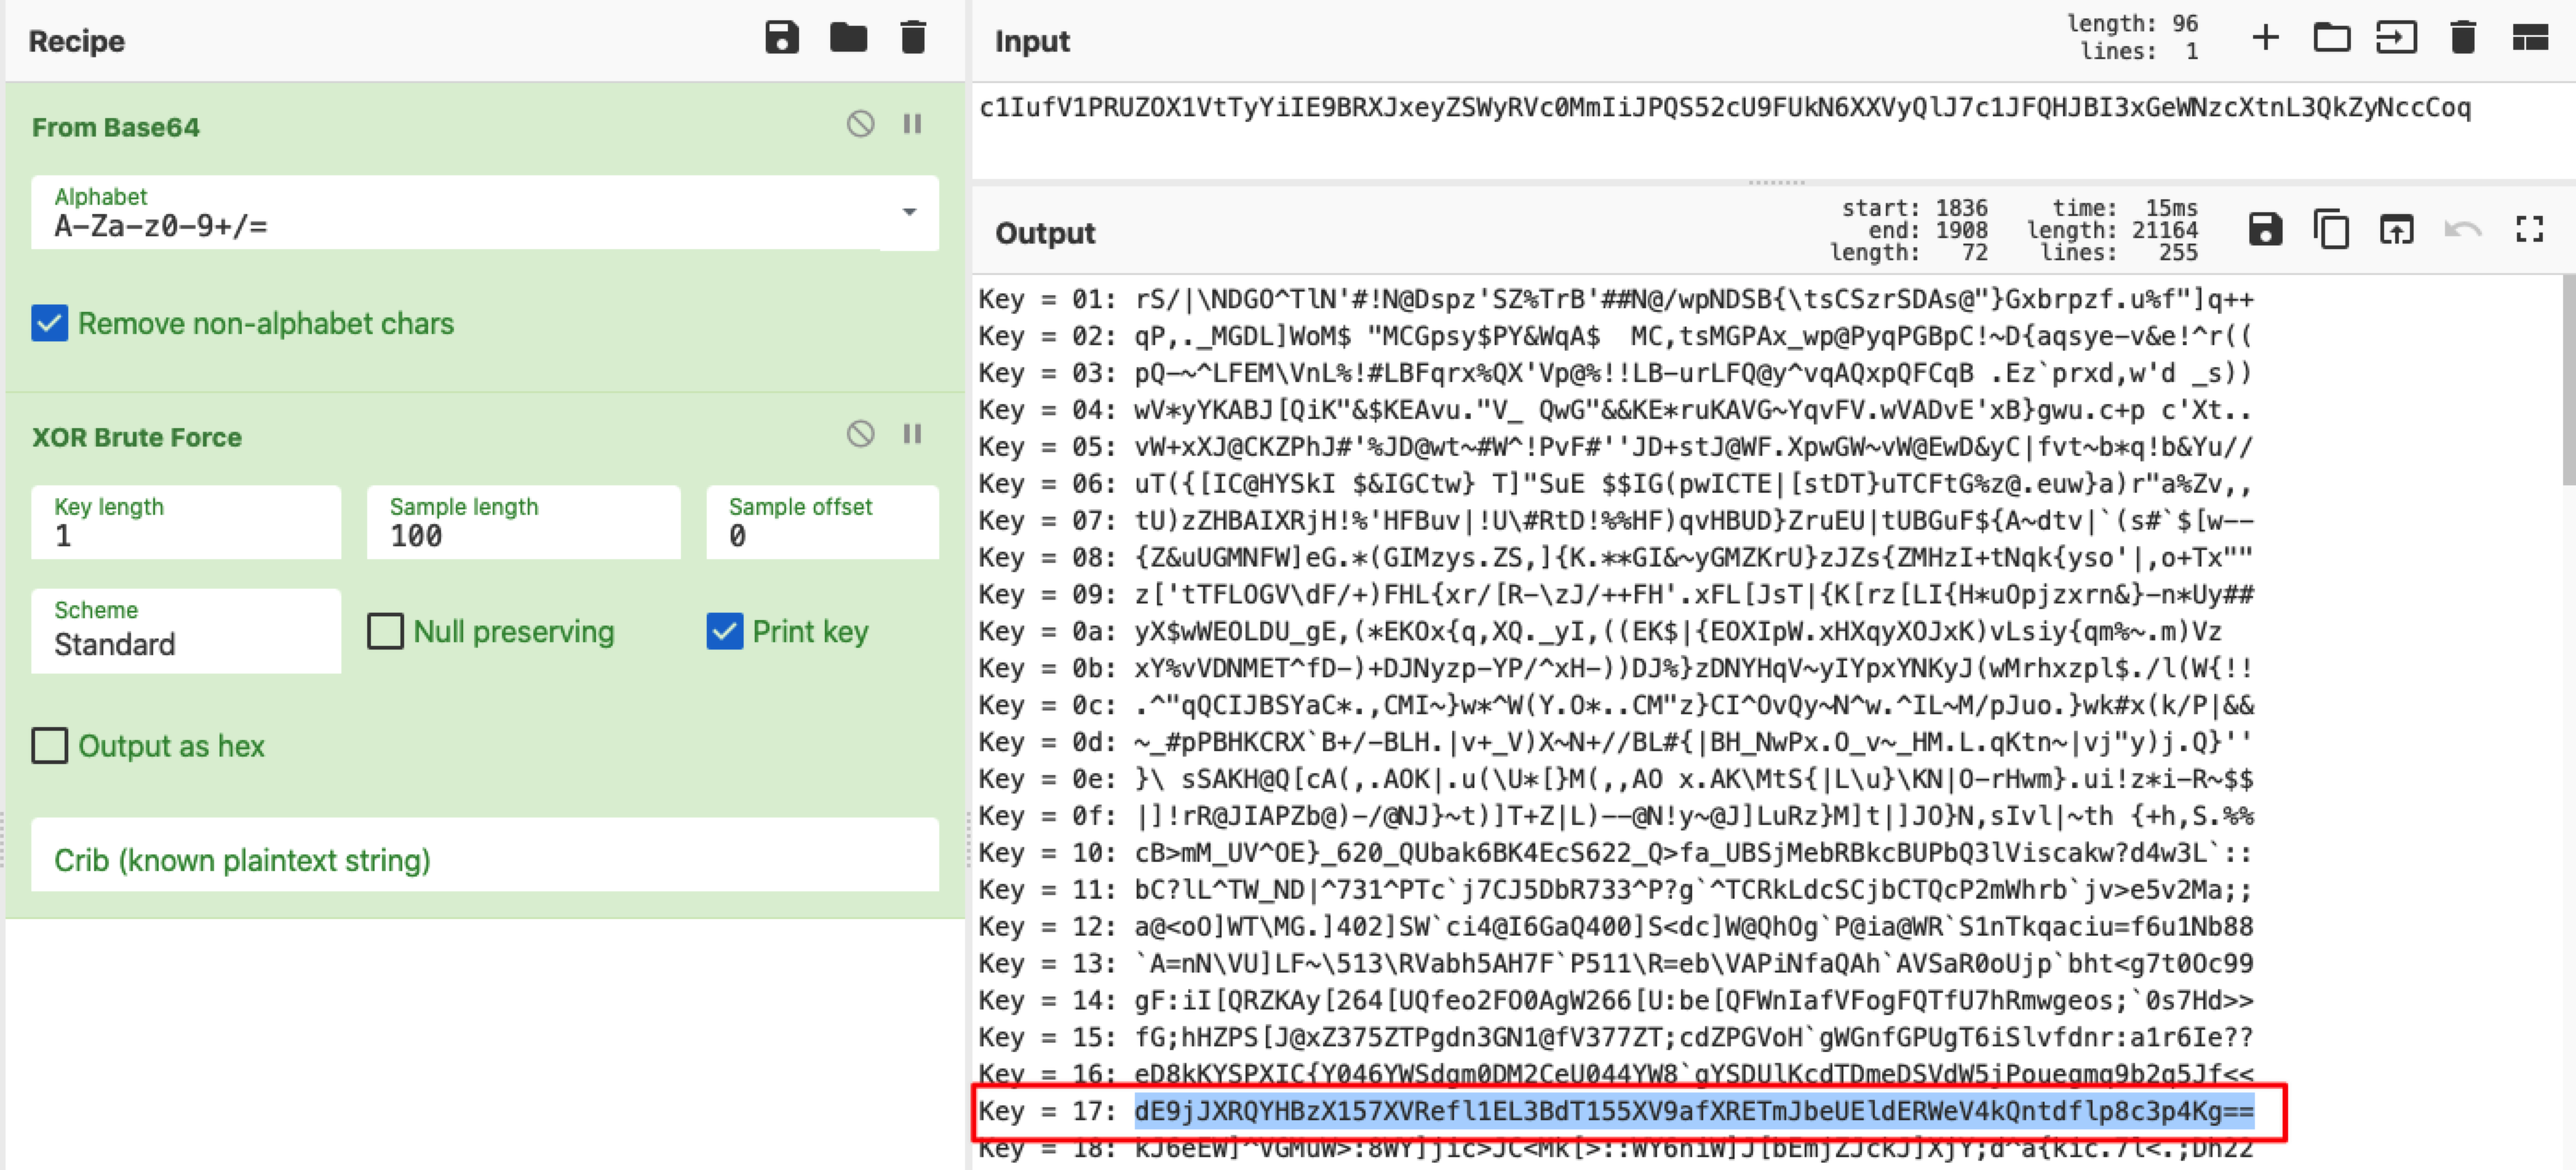 Recipe
From Base64
Alphabet
A-Za-z0-9+/=
Remove non-alphabet chars
XOR Brute Force
Key length
1
Sample length
100
Sample offset
0
Scheme
Standard
Null preserving
Print key
Output as hex
Crib (known plaintext string)
Input
length: 96
lines: 1
c1IufV1PRUZOX1VtTyYiIE9BRXJxeyZSWyRVc0MmIiJPQS52cU9FUkN6XXVyQlJ7c1JFQHJBI3xGeWNzcXtnL3QkZyNccCoq
Output
start: 1836
end: 1908
length: 72
time: 15ms
length: 21164
lines: 255
Key = 01: rS/|\NDGO^TlN'#!N@Dspz'SZ%TrB'##N@/wpNDSB{\tsCSzrSDAs@"}Gxbrpzf.u%f"]q++
Key = 02: qP,._MGDL]WoM$ "MCGpsy$PY&WqA$  MC,tsMGPAx_wp@PyqPGBpC!~D{aqsye-v&e!^r((
Key = 03: pQ-~^LFEM\VnL%!#LBFqrx%QX'Vp@%!!LB-urLFQ@y^vqAQxpQFCqB .Ez`prxd,w'd _s))
Key = 04: wV*yYKABJ[QiK"&$KEAvu."V_ QwG"&&KE*ruKAVG~YqvFV.wVADvE'xB}gwu.c+p c'Xt..
Key = 05: vW+xXJ@CKZPhJ#'%JD@wt~#W^!PvF#''JD+stJ@WF.XpwGW~vW@EwD&yC|fvt~b*q!b&Yu//
Key = 06: uT({[IC@HYSkI $&IGCtw} T]"SuE $$IG(pwICTE|[stDT}uTCFtG%z@.euw}a)r"a%Zv,,
Key = 07: tU)zZHBAIXRjH!%'HFBuv|!U\#RtD!%%HF)qvHBUD}ZruEU|tUBGuF${A~dtv|`(s#`$[w--
Key = 08: {Z&uUGMNFW]eG.*(GIMzys.ZS,]{K.**GI&~yGMZKrU}zJZs{ZMHzI+tNqk{yso'|,o+Tx""
Key = 09: z['tTFLOGV\dF/+)FHL{xr/[R-\zJ/++FH'.xFL[JsT|{K[rz[LI{H*uOpjzxrn&}-n*Uy##
Key = 0a: yX$wWEOLDU_gE,(*EKOx{q,XQ._yI,((EK$|{EOXIpW.xHXqyXOJxK)vLsiy{qm%~.m)Vz
Key = 0b: xY%vVDNMET^fD-)+DJNyzp-YP/^xH-))DJ%}zDNYHqV~yIYpxYNKyJ(wMrhxzpl$./l(W{!!
Key = 0c: .^"qQCIJBSYaC*.,CMI~}w*^W(Y.O*..CM"z}CI^OvQy~N^w.^IL~M/pJuo.}wk#x(k/P|&&
Key = 0d: ~_#pPBHKCRX`B+/-BLH.|v+_V)X~N+//BL#{|BH_NwPx.O_v~_HM.L.qKtn~|vj"y)j.Q}''
Key = 0e: }\ sSAKH@Q[cA(,.AOK|.u(\U*[}M(,,AO x.AK\MtS{|L\u}\KN|O-rHwm}.ui!z*i-R~$$
Key = 0f: |]!rR@JIAPZb@)-/@NJ}~t)]T+Z|L)--@N!y~@J]LuRz}M]t|]JO}N,sIvl|~th {+h,S.%%
Key = 10: cB>mM_UV^OE}_620_QUbak6BK4EcS622_Q>fa_UBSjMebRBkcBUPbQ3lViscakw?d4w3L`::
Key = 11: bC?lL^TW_ND|^731^PTc`j7CJ5DbR733^P?g`^TCRkLdcSCjbCTQcP2mWhrb`jv>e5v2Ma;;
Key = 12: a@<oO]WT\MG.]402]SW`ci4@I6GaQ400]S<dc]W@QhOg`P@ia@WR`S1nTkqaciu=f6u1Nb88
Key = 13: `A=nN\VU]LF~\513\RVabh5AH7F`P511\R=eb\VAPiNfaQAh`AVSaR0oUjp`bht<g7t0Oc99
Key = 14: gF:iI[QRZKAy[264[UQfeo2FO0AgW266[U:be[QFWnIafVFogFQTfU7hRmwgeos;`0s7Hd>>
Key = 15: fG;hHZPS[J@xZ375ZTPgdn3GN1@fV377ZT;cdZPGVoH`gWGnfGPUgT6iSlvfdnr:a1r6Ie??
Key = 16: eD8kKYSPXIC{Y046YWSdgm0DM2CeU044YW8`gYSDUlKcdTDmeDSVdW5jPouegmq9b2q5Jf<<
Key = 17: dE9jJXRQYHBzX157XVRefl1EL3BdT155XV9afXRETmJbeUEldERWeV4kQntdflp8c3p4Kg==
Key = 18: kJ6eEW]^VGMuW>:8WY]jic>JC<Mk[>::WY6niW]J[bEmjZJckJ]XjY;d^a{kic.7l<.;Dh22